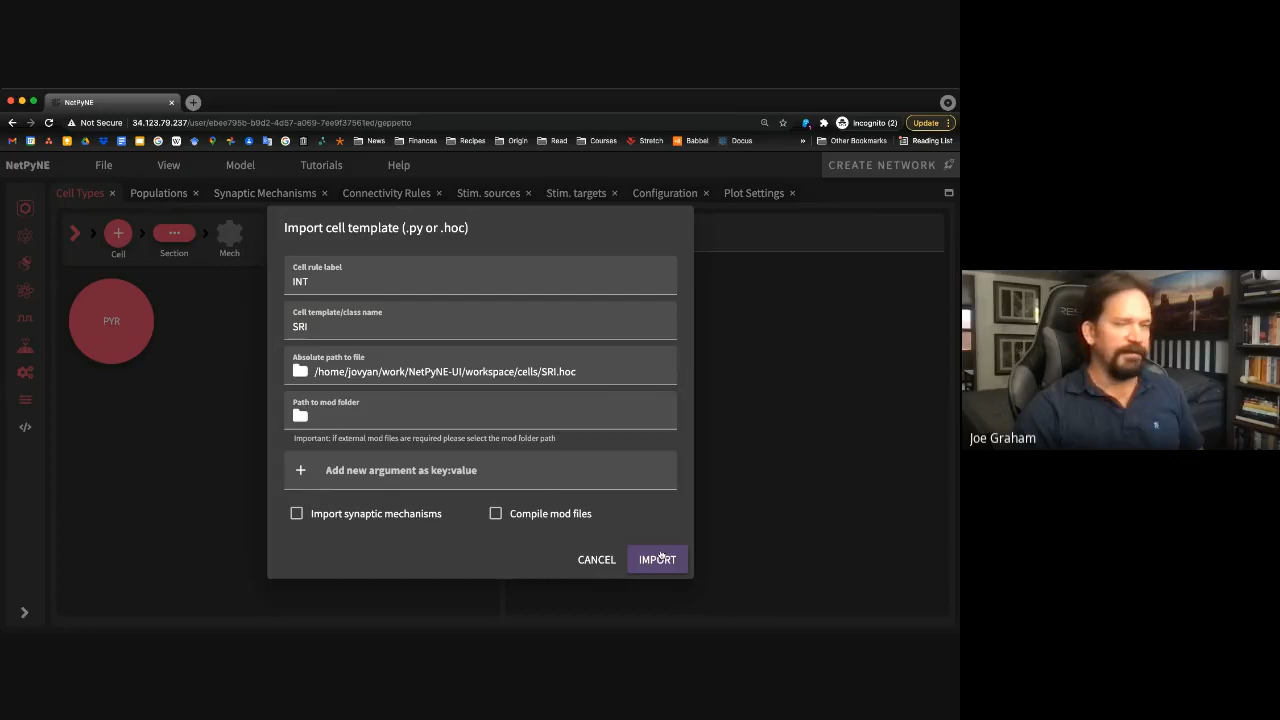 NetPyNE
Incognito (2)
Update
Not Secure 34.123.79.237/user/ebee795b-b9d2-4d57-a069-7ee9f37561ed/geppetto
News Finances Recipes Origin Read Courses Stretch Babbel Docus » Other Bookmarks Reading List
NetPyNE File View Model Tutorials Help CREATE NETWORK
Cell Types Populations Synaptic Mechanisms Connectivity Rules Stim. sources Stim. targets Configuration Plot Settings
Cell Section Mech
PYR
Import cell template (.py or .hoc)
Cell rule label
INT
Cell template/class name
SRI
Absolute path to file
/home/jovyan/work/NetPyNE-UI/workspace/cells/SRI.hoc
Path to mod folder
Important: if external mod files are required please select the mod folder path
+ Add new argument as key:value
Import synaptic mechanisms Compile mod files
CANCEL IMPORT
Joe Graham